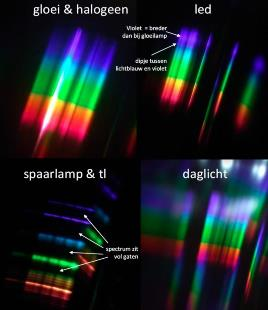 gloei & halogeen
led
Violet = breder
dan bij gloeilamp
dipje tussen
lichtblauw en violet
spaarlamp & tl
daglicht
spectrum zit
vol gaten